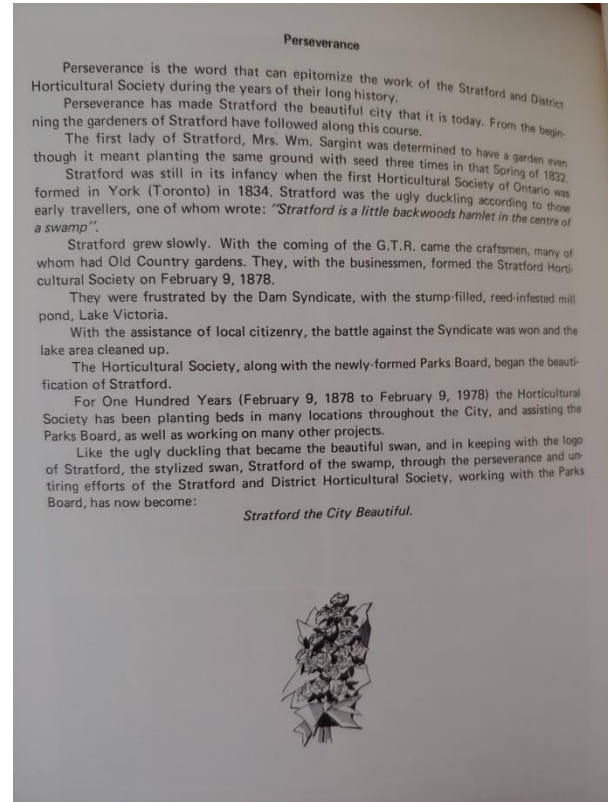 Perseverance
Perseverance is the word that can epitomize the work of the Stratford and District
Horticultural Society during the years of their long history.
Perseverance has made Stratford the beautiful city that it is today. From the begin-
ning the gardeners of Stratford have followed along this course.
The first lady of Stratford, Mrs. Wm. Sargint was determined to have a garden even
though it meant planting the same ground with seed three times in that Spring of 1832.
Stratford was still in its infancy when the first Horticultural Society of Ontario was
formed in York (Toronto) in 1834. Stratford was the ugly duckling according to those
early travellers, one of whom wrote: "Stratford is a little backwoods hamlet in the centre of
a swamp".
Stratford grew slowly. With the coming of the G.T.R. came the craftsmen, many of
whom had Old Country gardens. They, with the businessmen, formed the Stratford Horti-
cultural Society on February 9, 1878.
They were frustrated by the Dam Syndicate, with the stump-filled, reed-infested mill
pond, Lake Victoria.
With the assistance of local citizenry, the battle against the Syndicate was won and the
lake area cleaned up.
The Horticultural Society, along with the newly-formed Parks Board, began the beauti-
fication of Stratford.
For One Hundred Years (February 9, 1878 to February 9, 1978) the Horticultural
Society has been planting beds in many locations throughout the City, and assisting the
Parks Board, as well as working on many other projects.
Like the ugly duckling that became the beautiful swan, and in keeping with the logo
of Stratford, the stylized swan, Stratford of the swamp, through the perseverance and un-
tiring efforts of the Stratford and District Horticultural Society, working with the Parks
Board, has now become:
Stratford the City Beautiful.